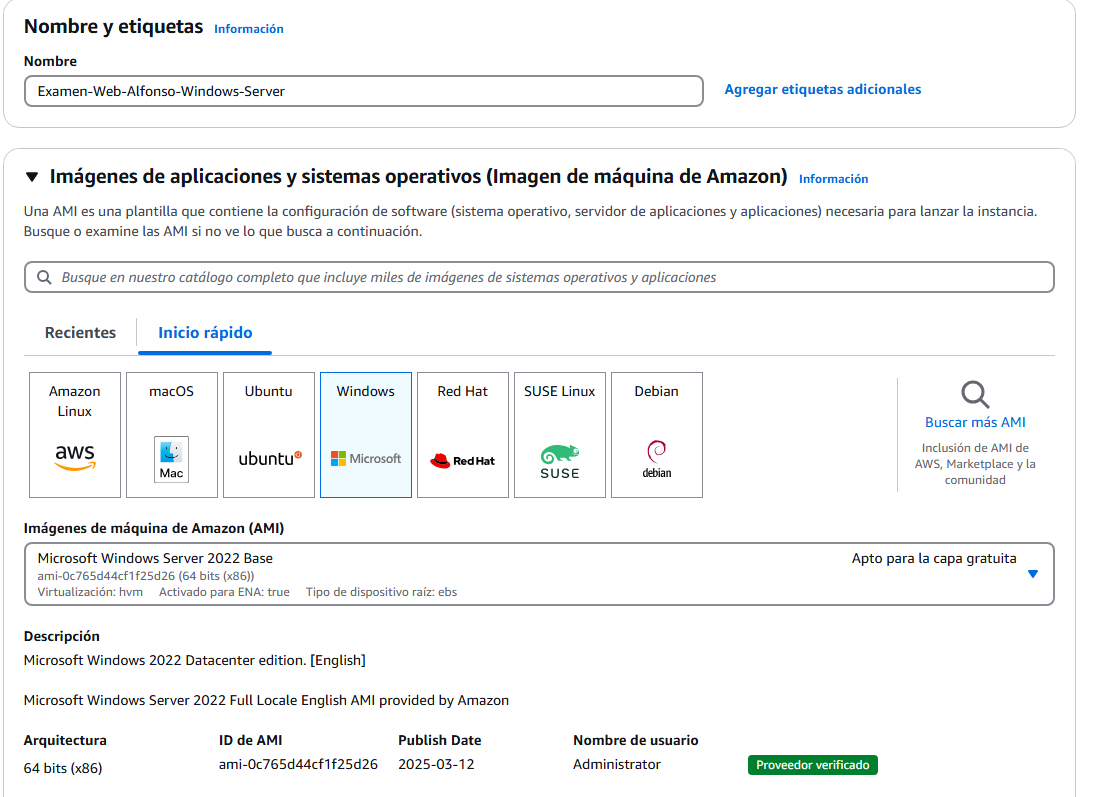 Nombre y etiquetas Información
Nombre
Examen-Web-Alfonso-Windows-Server
Agregar etiquetas adicionales
Imágenes de aplicaciones y sistemas operativos (Imagen de máquina de Amazon) Información
Una AMI es una plantilla que contiene la configuración de software (sistema operativo, servidor de aplicaciones y aplicaciones) necesaria para lanzar la instancia.
Busque o examine las AMI si no ve lo que busca a continuación.
Busque en nuestro catálogo completo que incluye miles de imágenes de sistemas operativos y aplicaciones
Recientes
Inicio rápido
Amazon
Linux
aws
macOS
Mac
Ubuntu
ubuntu
Windows
Microsoft
Red Hat
Red Hat
SUSE Linux
SUSE
Debian
debian
Buscar más AMI
Inclusión de AMI de
AWS, Marketplace y la
comunidad
Imágenes de máquina de Amazon (AMI)
Microsoft Windows Server 2022 Base
Apto para la capa gratuita
ami-0c765d44cf1f25d26 (64 bits (x86))
Virtualización: hvm Activado para ENA: true Tipo de dispositivo raíz: ebs
Descripción
Microsoft Windows 2022 Datacenter edition. [English]
Microsoft Windows Server 2022 Full Locale English AMI provided by Amazon
Arquitectura
64 bits (x86)
ID de AMI
ami-0c765d44cf1f25d26
Publish Date
2025-03-12
Nombre de usuario
Administrator
Proveedor verificado